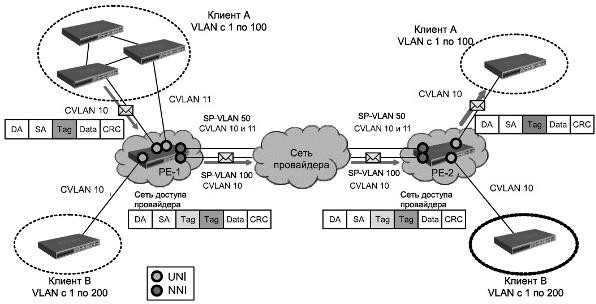 Клиент А
VLAN с 1 по 100
Клиент А
VLAN с 1 по 100
CVLAN 10
CVLAN 11
CVLAN 10
DA SA Tag Data CRC
DA SA Tag Data CRC
SP-VLAN 50
CVLAN 10 и 11
SP-VLAN 50
CVLAN 10 и 11
Сеть
провайдера
PE-1
PE-2
SP-VLAN 100
CVLAN 10
SP-VLAN 100
CVLAN 10
CVLAN 10
CVLAN 10
Сеть доступа
провайдера
Сеть доступа
провайдера
DA SA Tag Tag Data CRC
DA SA Tag Tag Data CRC
Клиент В
VLAN с 1 по 200
UNI
NNI
Клиент В
VLAN с 1 по 200